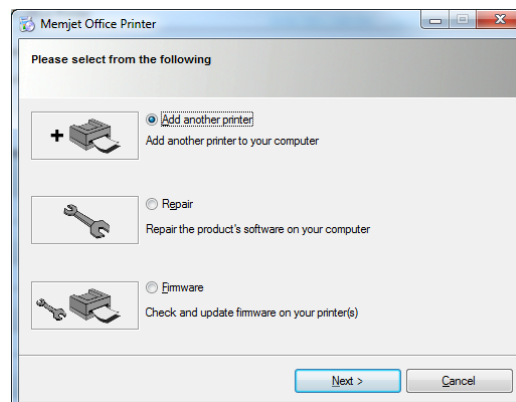 Memjet Office Printer
Please select from the following
Add another printer
Add another printer to your computer
Repair
Repair the product's software on your computer
Firmware
Check and update firmware on your printer(s)
Next >
Cancel